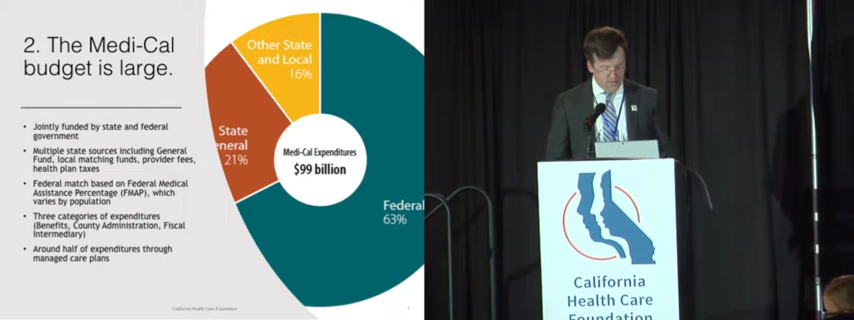 2. The Medi-Cal
budget is large.
• Jointly funded by state and federal
government
• Multiple state sources including General
Fund, local matching funds, provider fees,
health plan taxes
• Federal match based on Federal Medical
Assistance Percentage (FMAP), which
varies by population
• Three categories of expenditures
(Benefits, County Administration, Fiscal
Intermediary)
• Around half of expenditures through
managed care plans
Other State
and Local
16%
State
eneral
21%
Medi-Cal Expenditures
$99 billion
Federal
63%
California Health Care Foundation
California
Health Care
Foundation